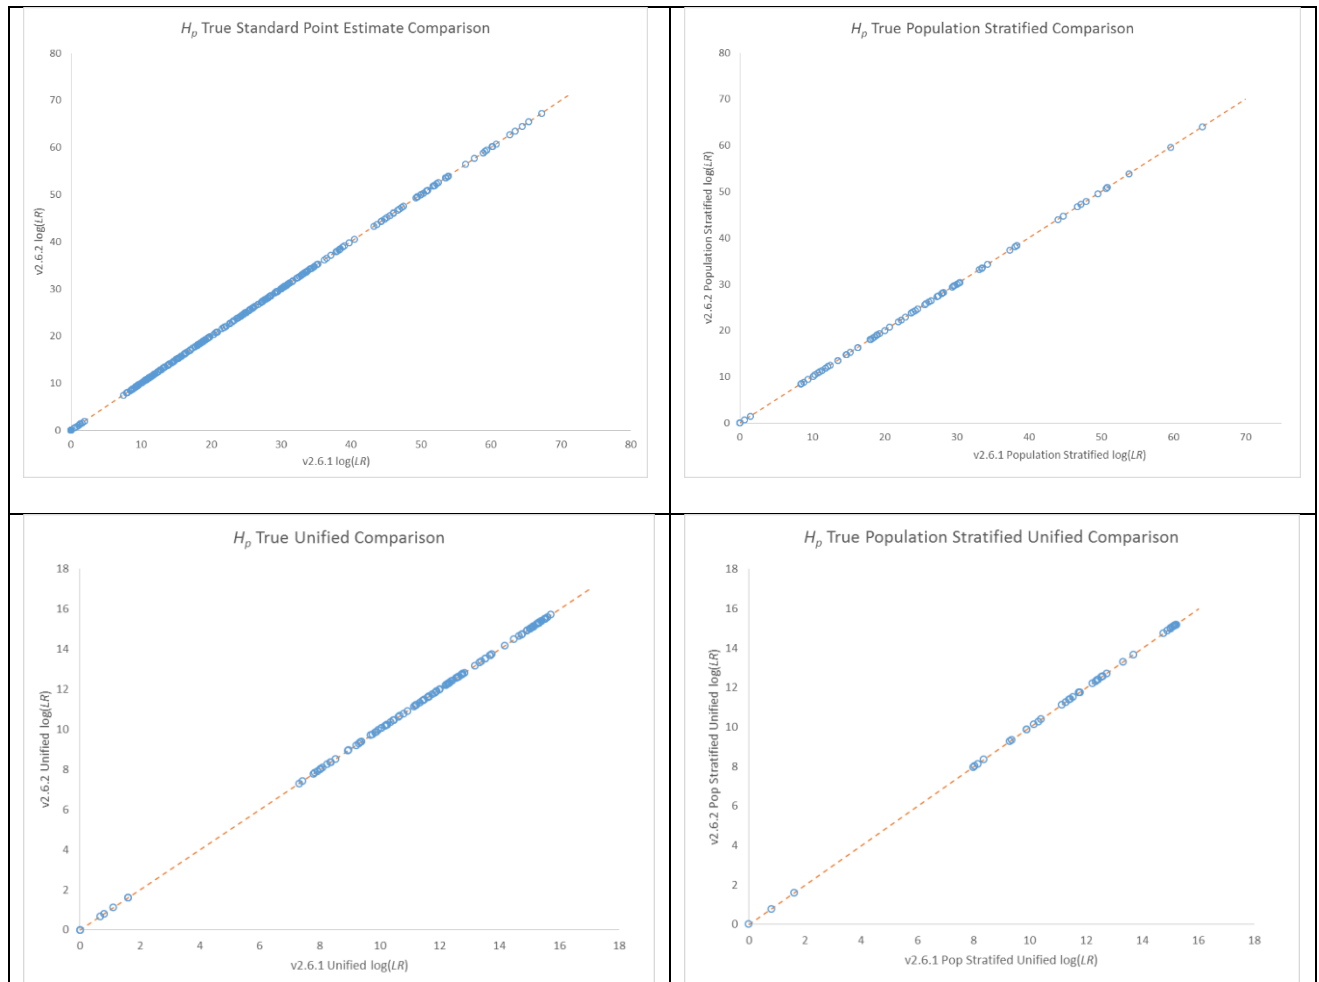 Hp True Standard Point Estimate Comparison
80
70
60
50
40
30
20
10
0
v2.6.2 log(LR)
0 10 20 30 40 50 60 70 80
v2.6.1 log(LR)
Hp True Population Stratified Comparison
80
70
60
50
40
30
20
10
0
v2.6.2 Population Stratified log(LR)
0 10 20 30 40 50 60 70
v2.6.1 Population Stratified log(LR)
Hp True Unified Comparison
18
16
14
12
10
8
6
4
2
0
v2.6.2 Unified log(LR)
0 2 4 6 8 10 12 14 16 18
v2.6.1 Unified log(LR)
Hp True Population Stratified Unified Comparison
18
16
14
12
10
8
6
4
2
0
v2.6.2 Pop Stratified Unified log(LR)
0 2 4 6 8 10 12 14 16 18
v2.6.1 Pop Stratifed Unified log(LR)